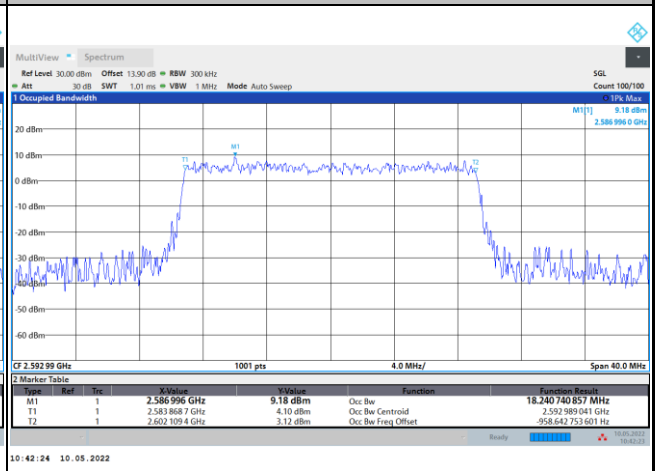 MultiView Spectrum
Ref Level 30.00 dBm Offset 13.90 dB RBW 300 kHz SGL
Att 30 dB SWT 1.01 ms VBW 1 MHz Mode Auto Sweep Count 100/100
1 Occupied Bandwidth 1Pk Max
M1[1] 9.18 dBm
2.586 996 0 GHz
20 dBm
M1
10 dBm
T1 T2
0 dBm
-10 dBm
-20 dBm
-30 dBm
-40 dBm
-50 dBm
-60 dBm
CF 2.592 99 GHz 1001 pts 4.0 MHz/ Span 40.0 MHz
2 Marker Table
Type Ref Trc X-Value Y-Value Function Function Result
M1 1 2.586 996 GHz 9.18 dBm Occ Bw 18.240 740 857 MHz
T1 1 2.583 868 7 GHz 4.10 dBm Occ Bw Centroid 2.592 989 041 GHz
T2 1 2.602 109 4 GHz 3.12 dBm Occ Bw Freq Offset -958.642 753 601 Hz
Ready 10.05.2022
10:42:23
10:42:24 10.05.2022